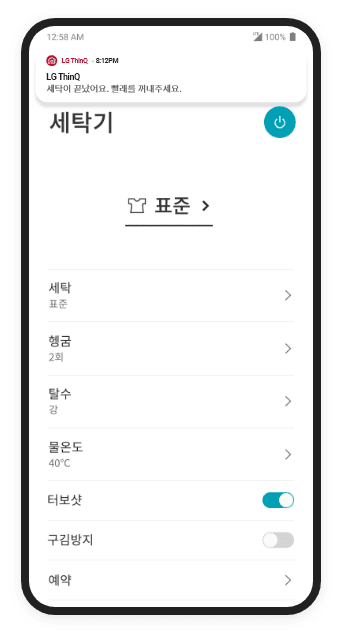 12:58 AM
LTE 100%
LG ThinQ · 8:12PM
LG ThinQ
세탁이 끝났어요. 빨래를 꺼내주세요.
세탁기
표준
세탁
표준
헹굼
2회
탈수
강
물온도
40℃
터보샷
구김방지
예약